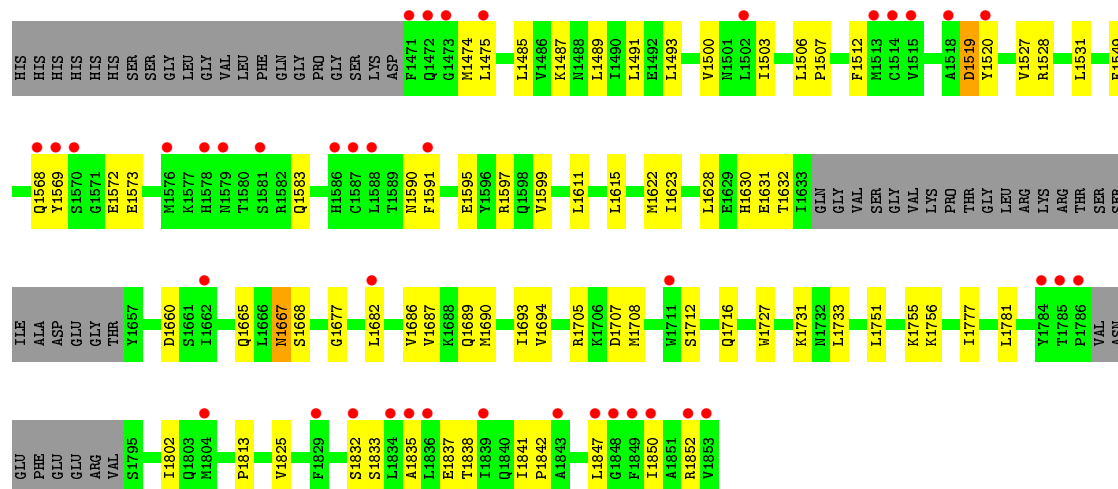 HIS HIS HIS HIS HIS HIS SER SER GLY LEU GLY VAL LEU PHE GLN GLY PRO GLY SER LYS ASP F1471 Q1472 G1473 M1474 L1475 L1485 V1486 K1487 N1488 L1489 I1490 L1491 E1492 L1493 V1500 N1501 L1502 I1503 L1506 P1507 F1512 M1513 C1514 V1515 A1518 D1519 Y1520 V1527 R1528 L1531
Q1568 Y1569 S1570 G1571 E1572 E1573 M1576 K1577 H1578 N1579 T1580 S1581 R1582 Q1583 H1586 C1587 L1588 T1589 N1590 F1591 E1595 Y1596 R1597 Q1598 V1599 L1611 L1615 M1622 I1623 L1628 E1629 H1630 E1631 T1632 I1633 GLN GLY VAL SER GLY VAL LYS PRO THR GLY LEU ARG LYS ARG THR SER SER
ILE ALA ASP GLU GLY THR Y1657 D1660 S1661 I1662 Q1665 L1666 N1667 S1668 G1677 L1682 V1686 V1687 K1688 Q1689 M1690 I1693 V1694 R1705 K1706 D1707 M1708 W1711 S1712 Q1716 W1727 K1731 N1732 L1733 L1751 K1755 K1756 I1777 L1781 Y1784 T1785 P1786 VAL ASN
GLU PHE GLU GLU ARG VAL S1795 I1802 Q1803 M1804 P1813 V1825 F1829 S1832 S1833 L1834 A1835 L1836 E1837 T1838 I1839 Q1840 I1841 P1842 A1843 L1847 G1848 F1849 I1850 A1851 R1852 V1853